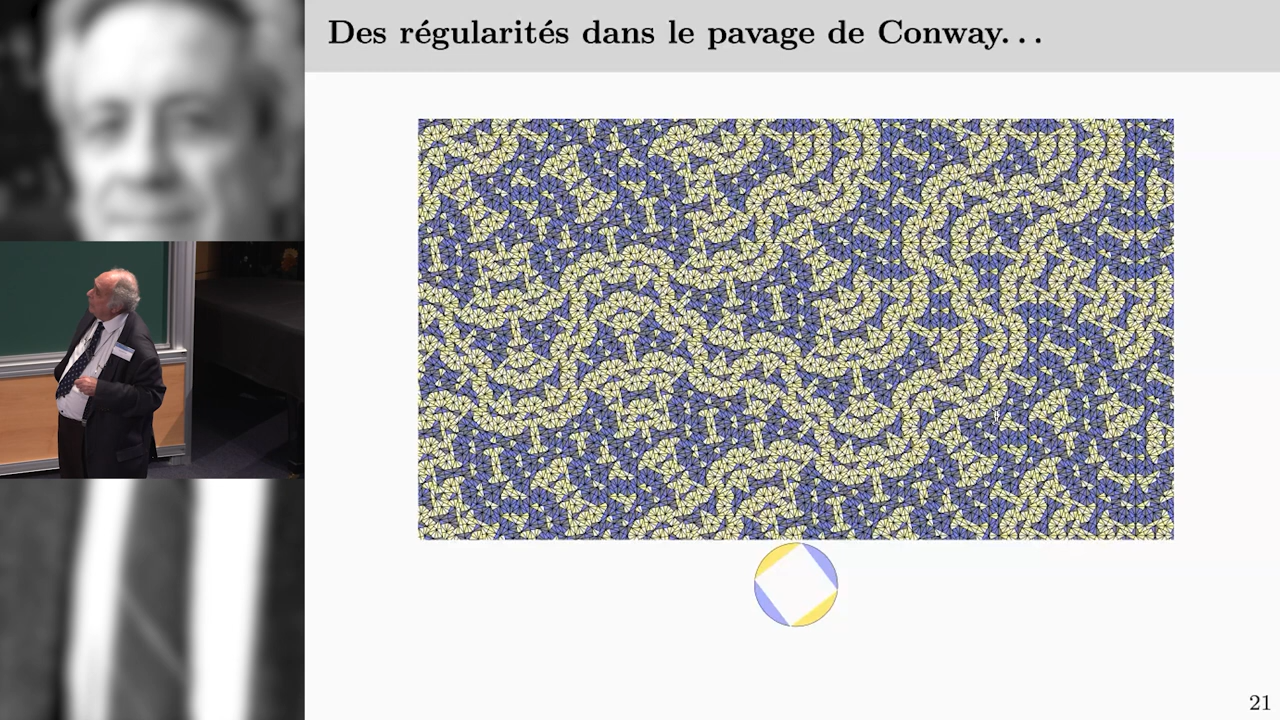 Des régularités dans le pavage de Conway. . .
21